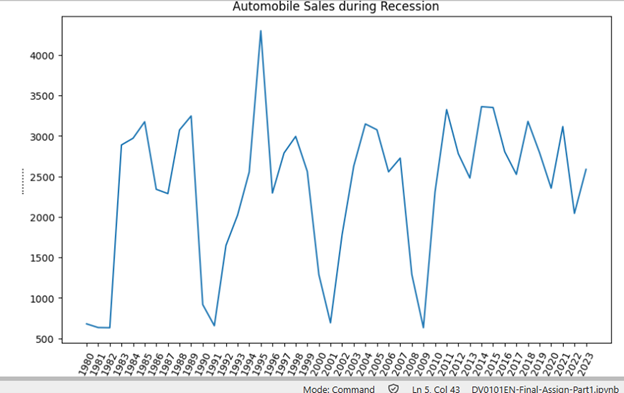 Automobile Sales during Recession
4000
3500
3000
2500
2000
1500
1000
500
1980 1981 1982 1983 1984 1985 1986 1987 1988 1989 1990 1991 1992 1993 1994 1995 1996 1997 1998 1999 2000 2001 2002 2003 2004 2005 2006 2007 2008 2009 2010 2011 2012 2013 2014 2015 2016 2017 2018 2019 2020 2021 2022 2023
Mode: Command Ln 5, Col 43 DV0101EN-Final-Assign-Part1.ipynb